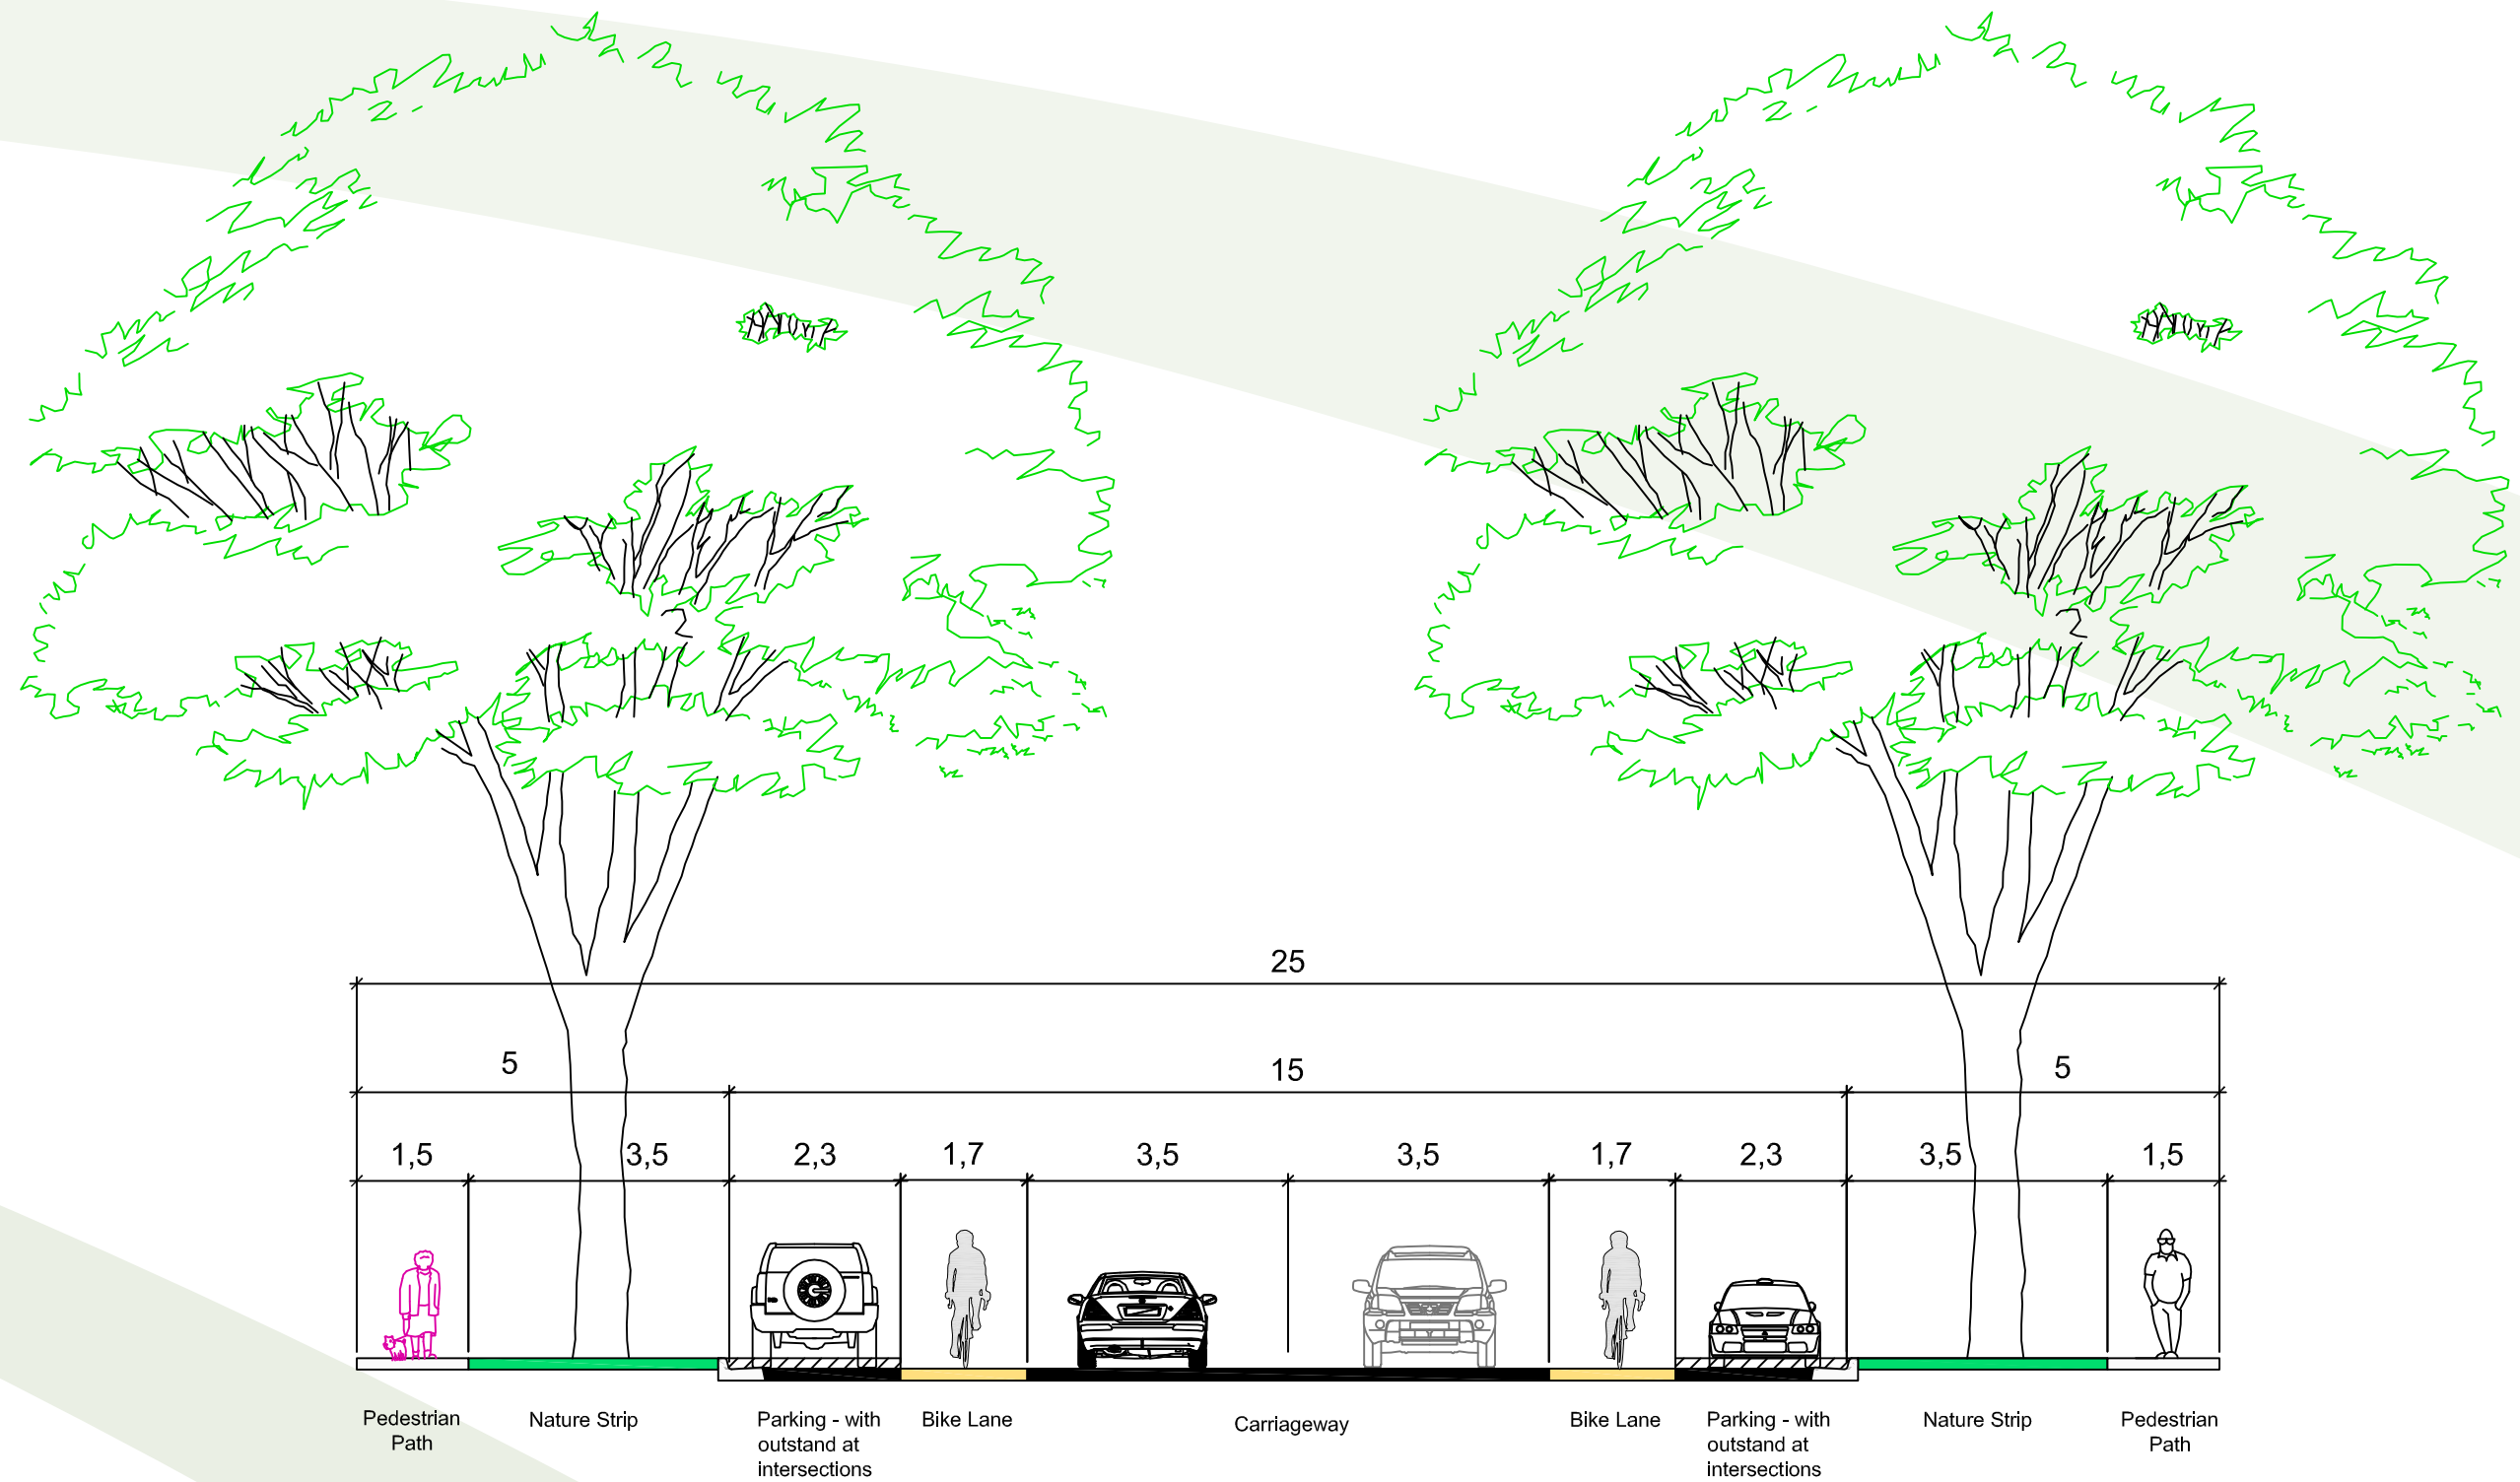 25
5
15
5
1,5
3,5
2,3
1,7
3,5
3,5
1,7
2,3
3,5
1,5
Pedestrian
Path
Nature Strip
Parking - with
outstand at
intersections
Bike Lane
Carriageway
Bike Lane
Parking - with
outstand at
intersections
Nature Strip
Pedestrian
Path